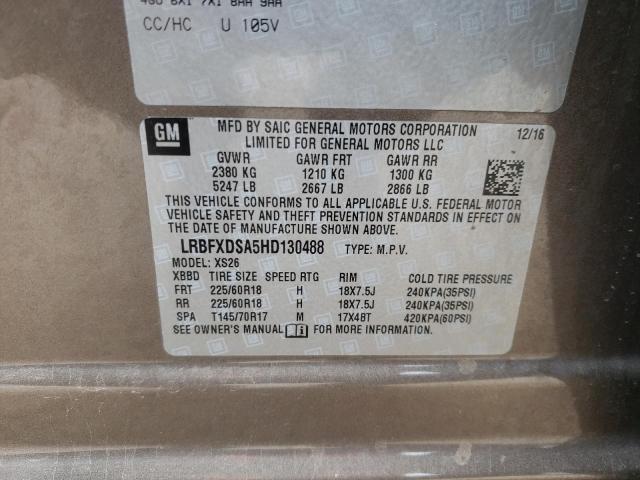 CC/HC U 105V
GM
MFD BY SAIC GENERAL MOTORS CORPORATION 12/16
LIMITED FOR GENERAL MOTORS LLC
GVWR GAWR FRT GAWR RR
2380 KG 1210 KG 1300 KG
5247 LB 2667 LB 2866 LB
THIS VEHICLE CONFORMS TO ALL APPLICABLE U.S. FEDERAL MOTOR
VEHICLE SAFETY AND THEFT PREVENTION STANDARDS IN EFFECT ON
THE DATE OF MANUFACTURE SHOWN ABOVE.
LRBFXDSA5HD130488 TYPE: M.P.V.
MODEL: XS26
XBBD TIRE SIZE SPEED RTG RIM COLD TIRE PRESSURE
FRT 225/60R18 H 18X7.5J 240KPA(35PSI)
RR 225/60R18 H 18X7.5J 240KPA(35PSI)
SPA T145/70R17 M 17X4BT 420KPA(60PSI)
SEE OWNER'S MANUAL FOR MORE INFORMATION.